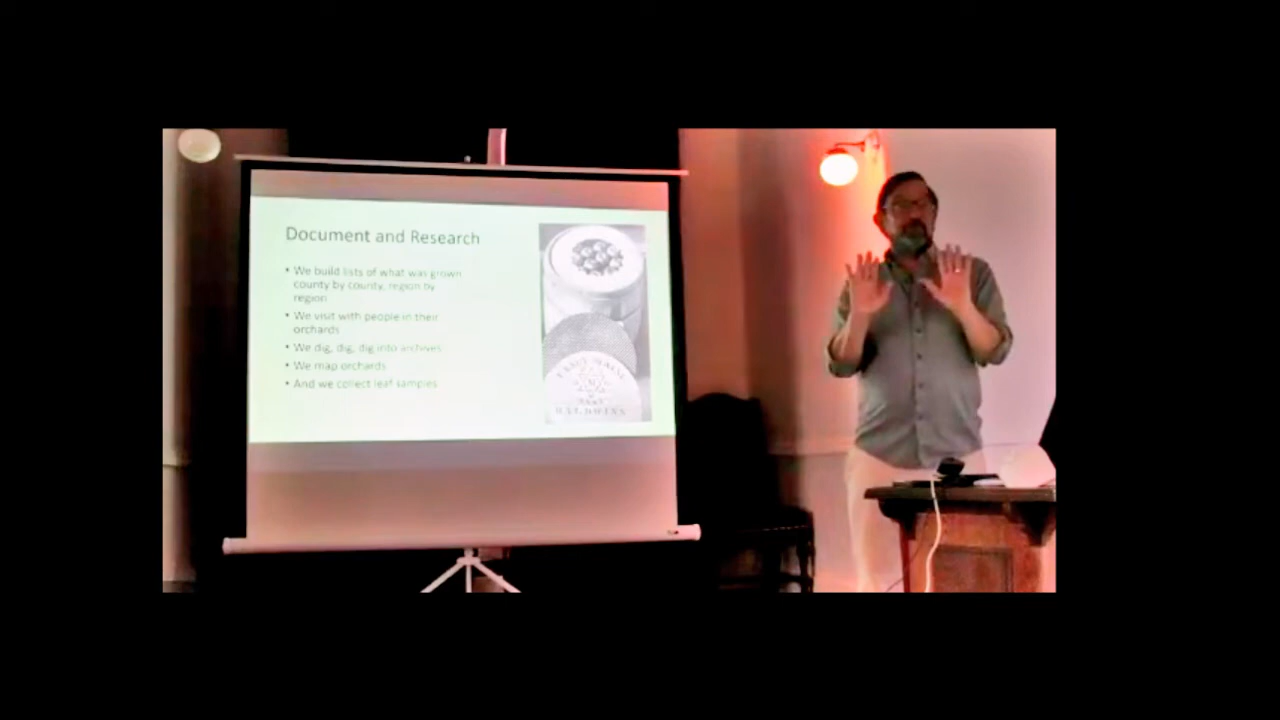 Document and Research
• We build lists of what was grown
county by county, region by
region
• We visit with people in their
orchards
• We dig, dig, dig into archives
• We map orchards
• And we collect leaf samples
BALDWINS